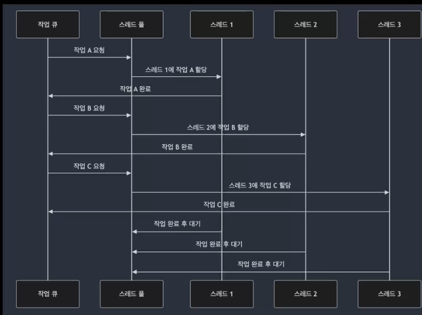 작업 큐
스레드 풀
스레드 1
스레드 2
스레드 3
작업 A 요청
스레드 1에 작업 A 할당
작업 A 완료
작업 B 요청
스레드 2에 작업 B 할당
작업 B 완료
작업 C 요청
스레드 3에 작업 C 할당
작업 C 완료
작업 완료 후 대기
작업 완료 후 대기
작업 완료 후 대기
작업 큐
스레드 풀
스레드 1
스레드 2
스레드 3